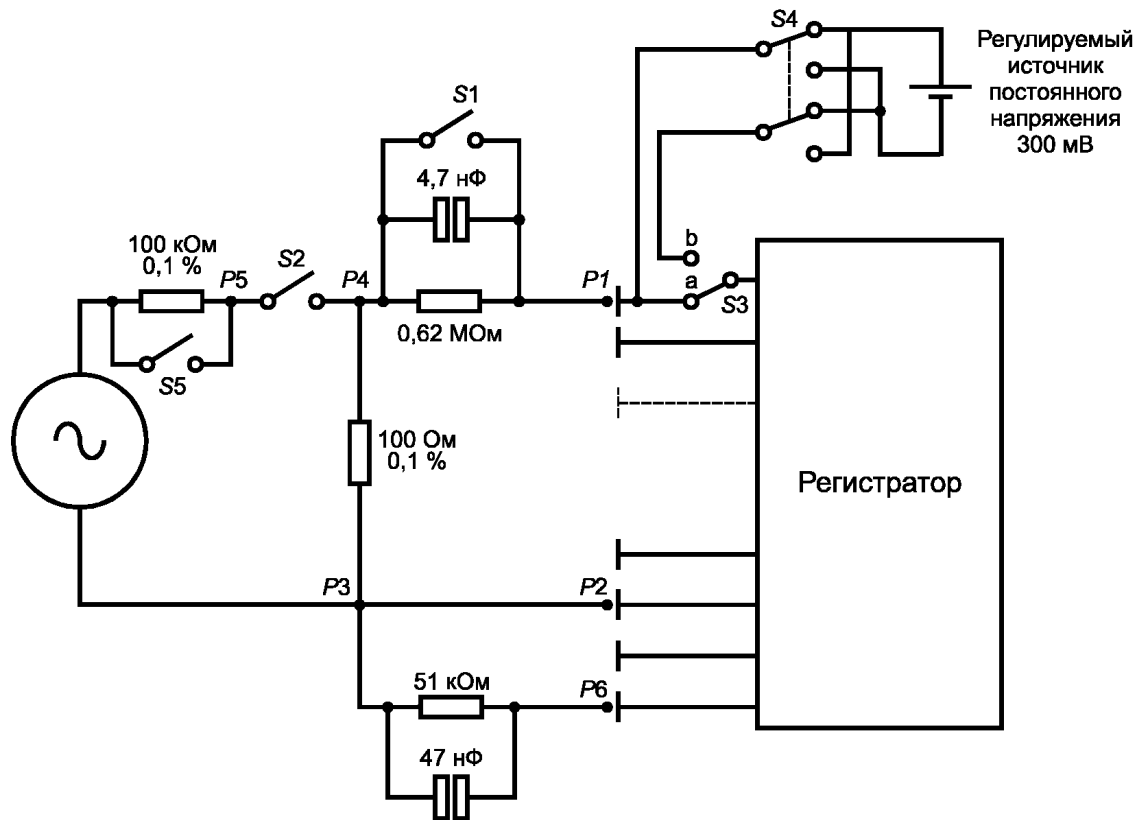 S4
Регулируемый
источник
постоянного
напряжения
300 мВ
S1
4,7 нФ
100 кОм
0,1 %
P5
S2
P4
b
P1
a
S3
0,62 МОм
S5
100 Ом
0,1 %
Регистратор
P3
P2
51 кОм
P6
47 нФ